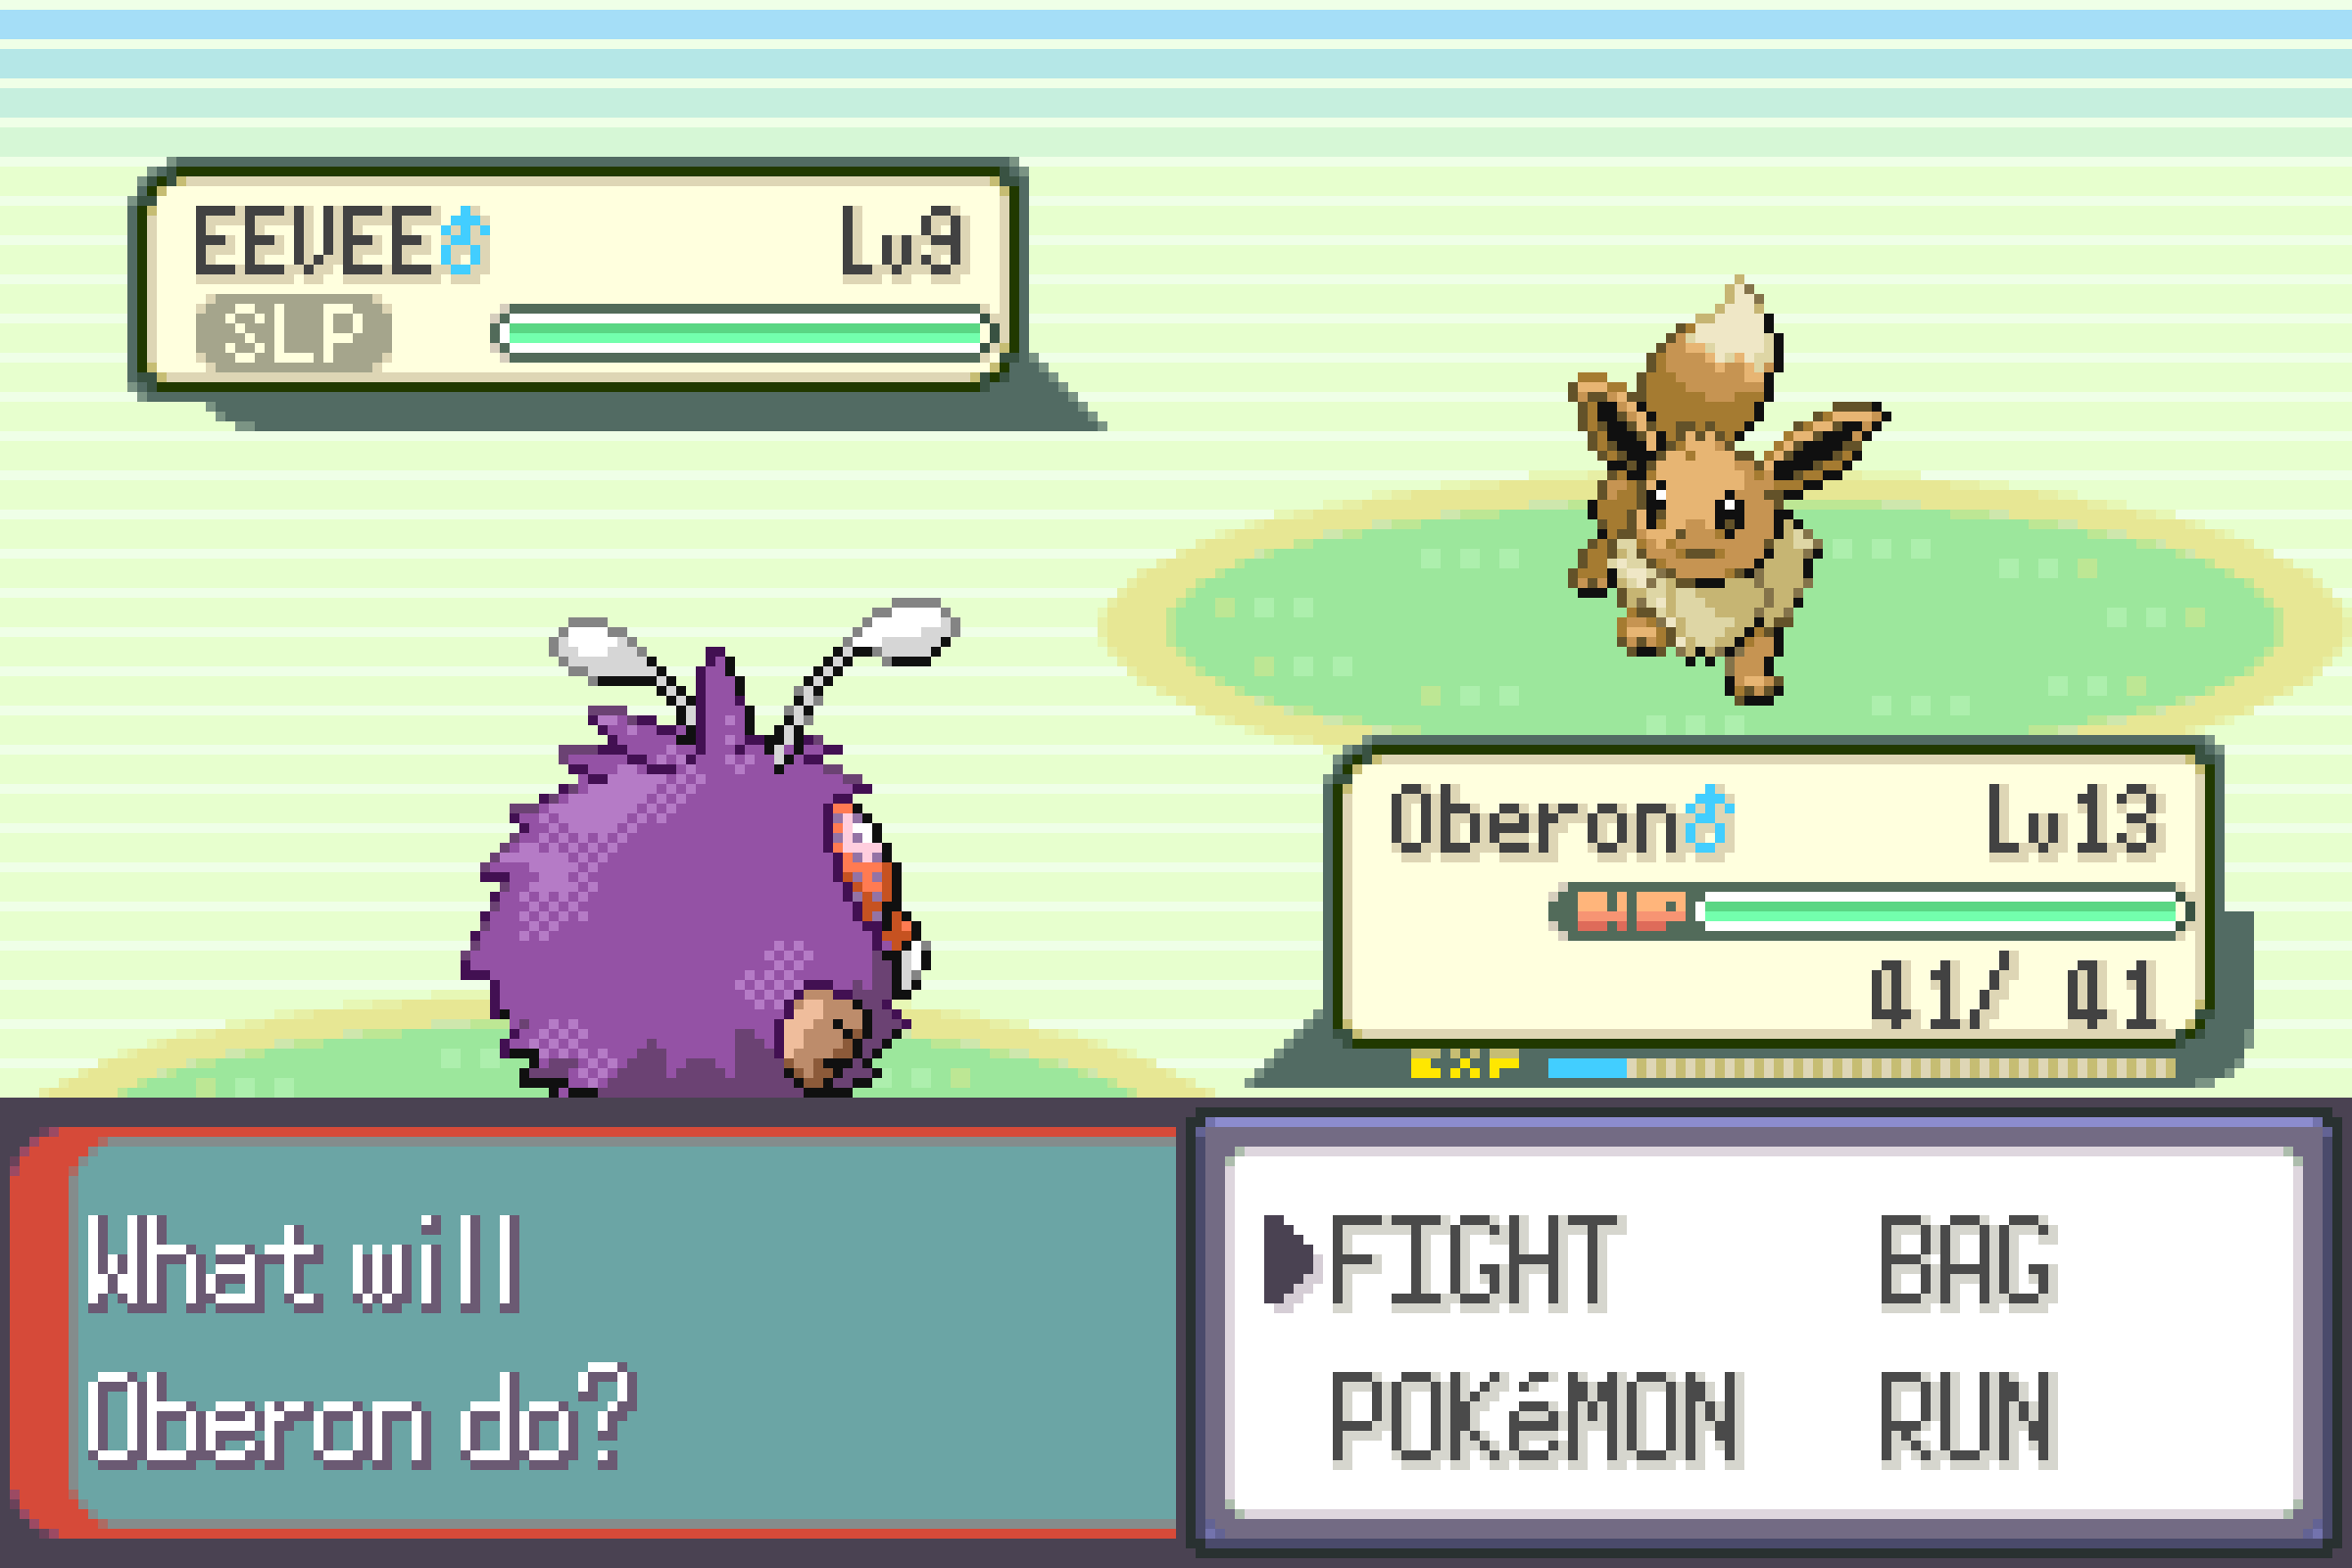 EEVEE♂ Lv9
SLP
Oberon♂ Lv13
HP
41/ 41
EXP
What will
Oberon do?
FIGHT BAG
POKéMON RUN